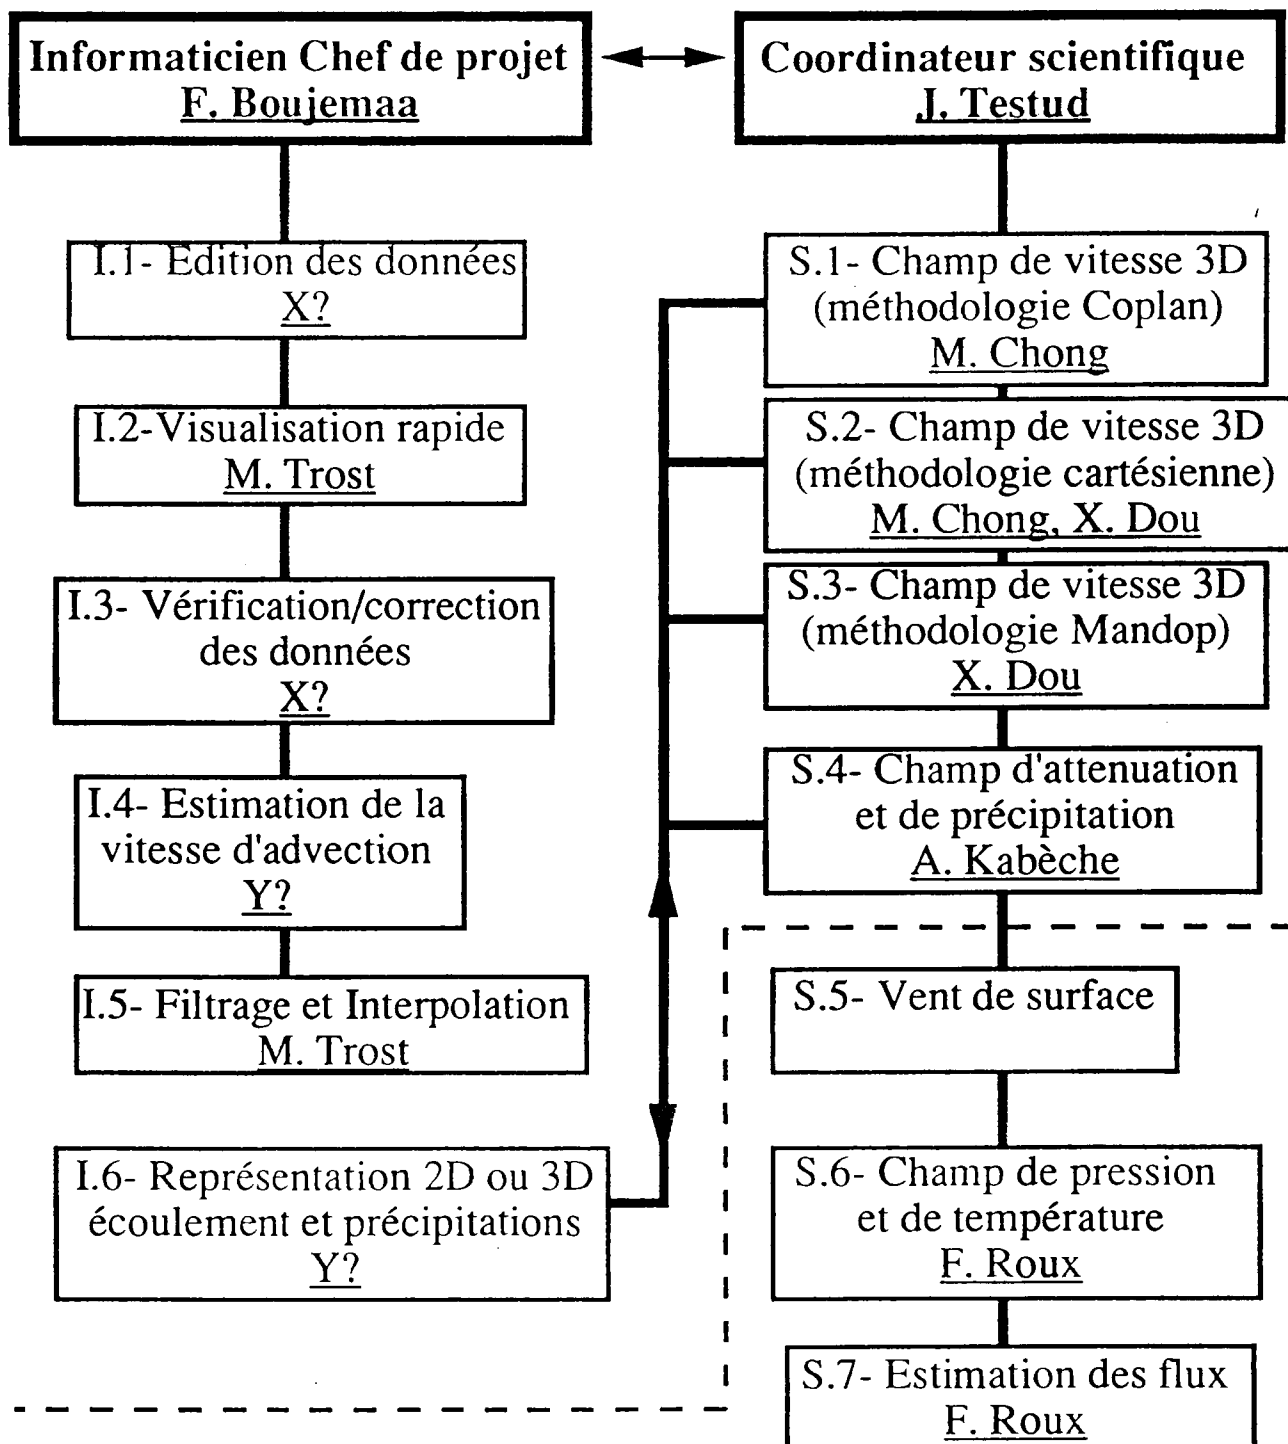 Informaticien Chef de projet
F. Boujemaa
Coordinateur scientifique
J. Testud
I.1- Edition des données
X?
I.2-Visualisation rapide
M. Trost
I.3- Vérification/correction
des données
X?
I.4- Estimation de la
vitesse d'advection
Y?
I.5- Filtrage et Interpolation
M. Trost
I.6- Représentation 2D ou 3D
écoulement et précipitations
Y?
S.1- Champ de vitesse 3D
(méthodologie Coplan)
M. Chong
S.2- Champ de vitesse 3D
(méthodologie cartésienne)
M. Chong, X. Dou
S.3- Champ de vitesse 3D
(méthodologie Mandop)
X. Dou
S.4- Champ d'attenuation
et de précipitation
A. Kabèche
S.5- Vent de surface
S.6- Champ de pression
et de température
F. Roux
S.7- Estimation des flux
F. Roux